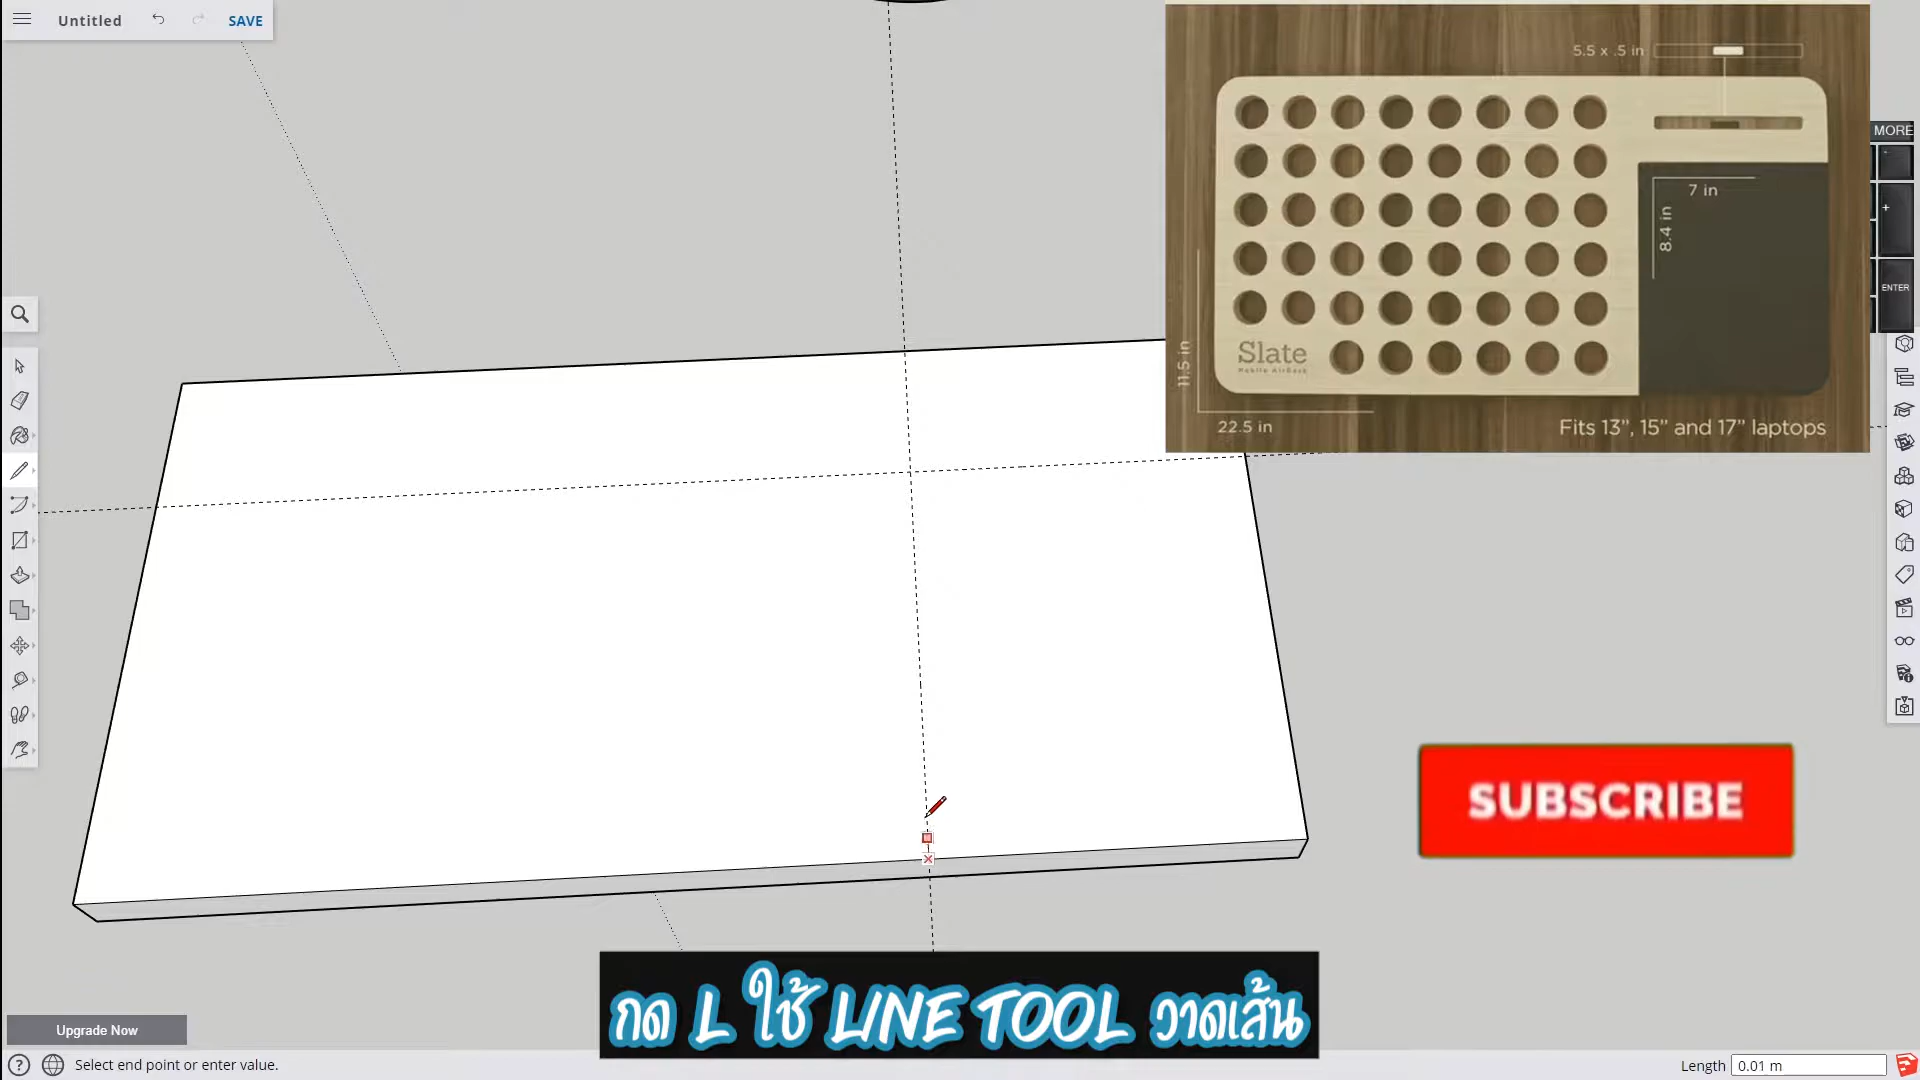 Untitled
SAVE
5.5 x .5 in
MORE
7 in
8.4 in
+
ENTER
Slate
Mobile AirDesk
11.5 in
22.5 in
Fits 13”, 15” and 17” laptops
SUBSCRIBE
กด L ใช้ LINE TOOL วาดเส้น
Upgrade Now
? Select end point or enter value.
Length 0.01 m